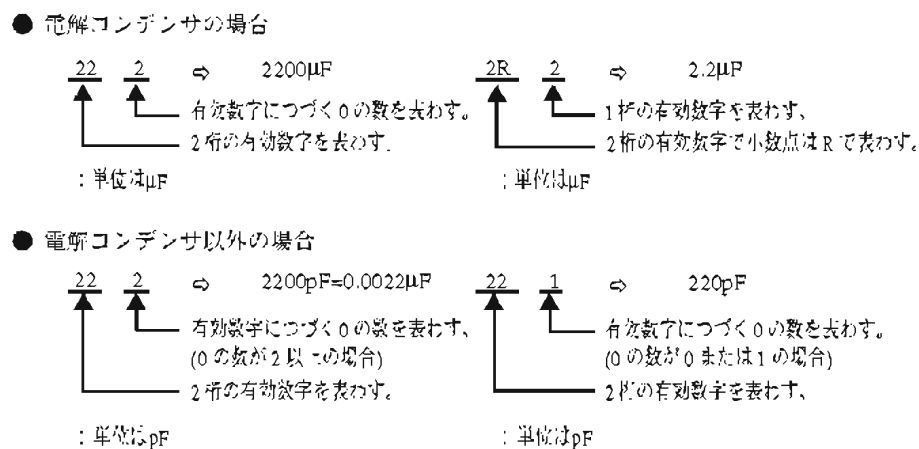 ● 電解コンデンサの場合
22 2 ⇨ 2200μF
有効数字につづく0の数を表わす。
2桁の有効数字を表わす.
：単位はμF
2R 2 ⇨ 2.2μF
1桁の有効数字を表わす、
2桁の有効数字で小数点はRで表わす。
：単位はμF
● 電解コンデンサ以外の場合
22 2 ⇨ 2200pF=0.0022μF
有効数字につづく0の数を表わす、
(0の数が2以上の場合)
2桁の有効数字を表わす。
：単位はpF
22 1 ⇨ 220pF
有効数字につづく0の数を表わす。
(0の数が0または1の場合)
2桁の有効数字を表わす、
：単位はpF